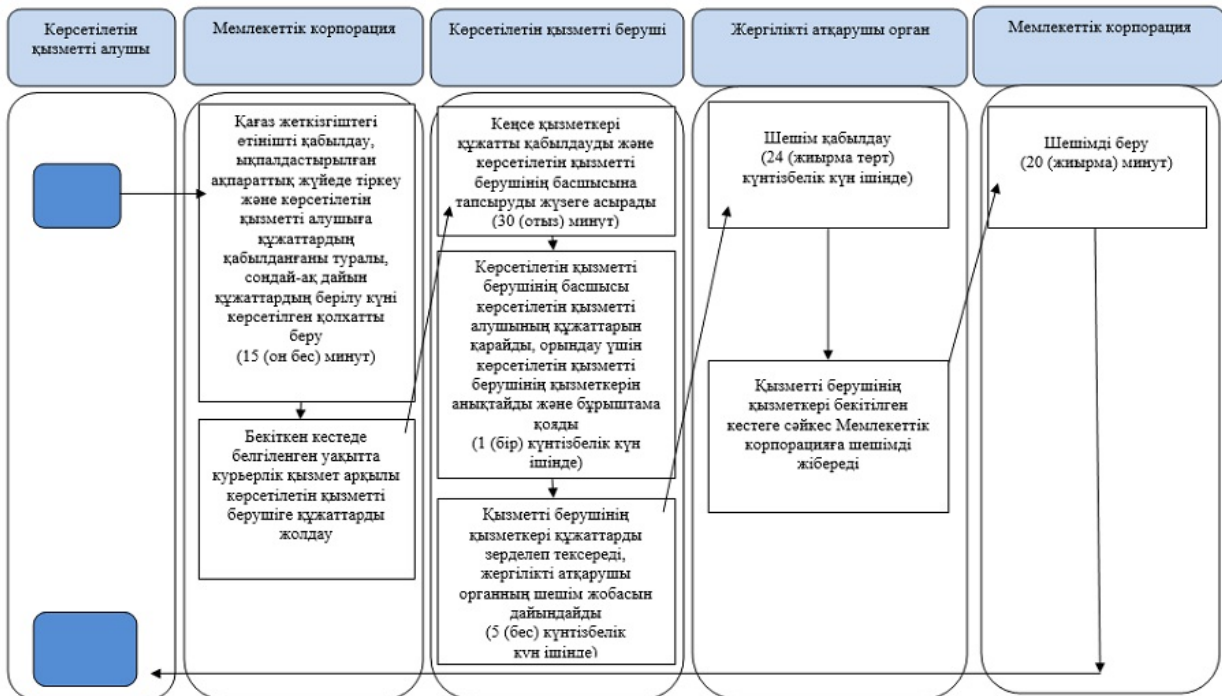 Көрсетілетін
қызметті алушы
Мемлекеттік корпорация
Көрсетілетін қызметті беруші
Жергілікті атқарушы орган
Мемлекеттік корпорация
Қағаз жеткізгіштегі
өтінішті қабылдау,
ықпалдастырылған
ақпараттық жүйеде тіркеу
және көрсетілетін
қызметті алушыға
құжаттардың
қабылданғаны туралы,
сондай-ақ дайын
құжаттардың берілу күні
көрсетілген қолхатты
беру
(15 (он бес) минут)
Бекіткен кестеде
белгіленген уақытта
курьерлік қызмет арқылы
көрсетілетін қызметті
берушіге құжаттарды
жолдау
Кеңсе қызметкері
құжатты қабылдауды және
көрсетілетін қызметті
берушінің басшысына
тапсыруды жүзеге асырады
(30 (отыз) минут)
Көрсетілетін қызметті
берушінің басшысы
көрсетілетін қызметті
алушының құжаттарын
қарайды, орындау үшін
көрсетілетін қызметті
берушінің қызметкерін
анықтайды және бұрыштама
қояды
(1 (бір) күнтізбелік күн
ішінде)
Қызметті берушінің
қызметкері құжаттарды
зерделеп тексереді,
жергілікті атқарушы
органның шешім жобасын
дайындайды
(5 (бес) күнтізбелік
күн ішінде)
Шешім қабылдау
(24 (жиырма төрт)
күнтізбелік күн ішінде)
Қызметті берушінің
қызметкері бекітілген
кестеге сәйкес Мемлекеттік
корпорацияға шешімді
жібереді
Шешімді беру
(20 (жиырма) минут)